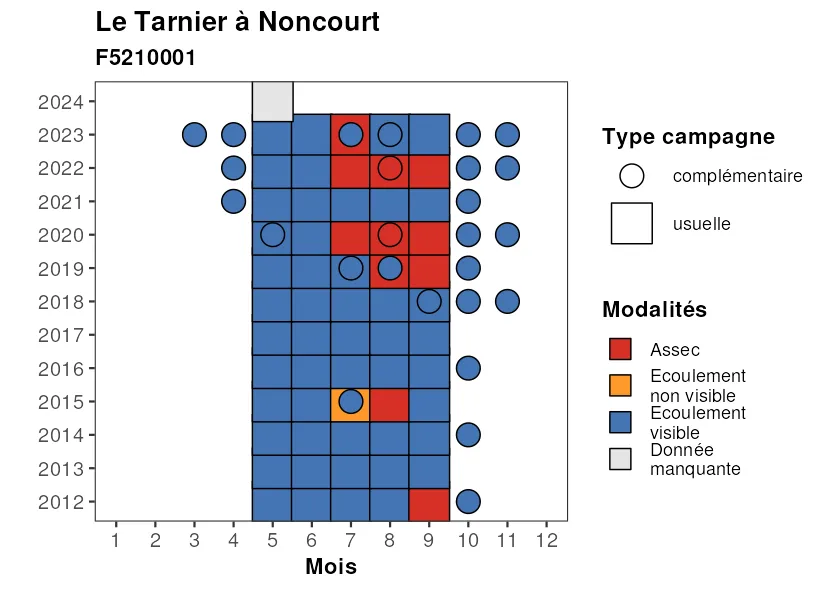 Le Tarnier à Noncourt
F5210001
2024
2023
2022
2021
2020
2019
2018
2017
2016
2015
2014
2013
2012
1 2 3 4 5 6 7 8 9 10 11 12
Mois
Type campagne
complémentaire
usuelle
Modalités
Assec
Ecoulement
non visible
Ecoulement
visible
Donnée
manquante